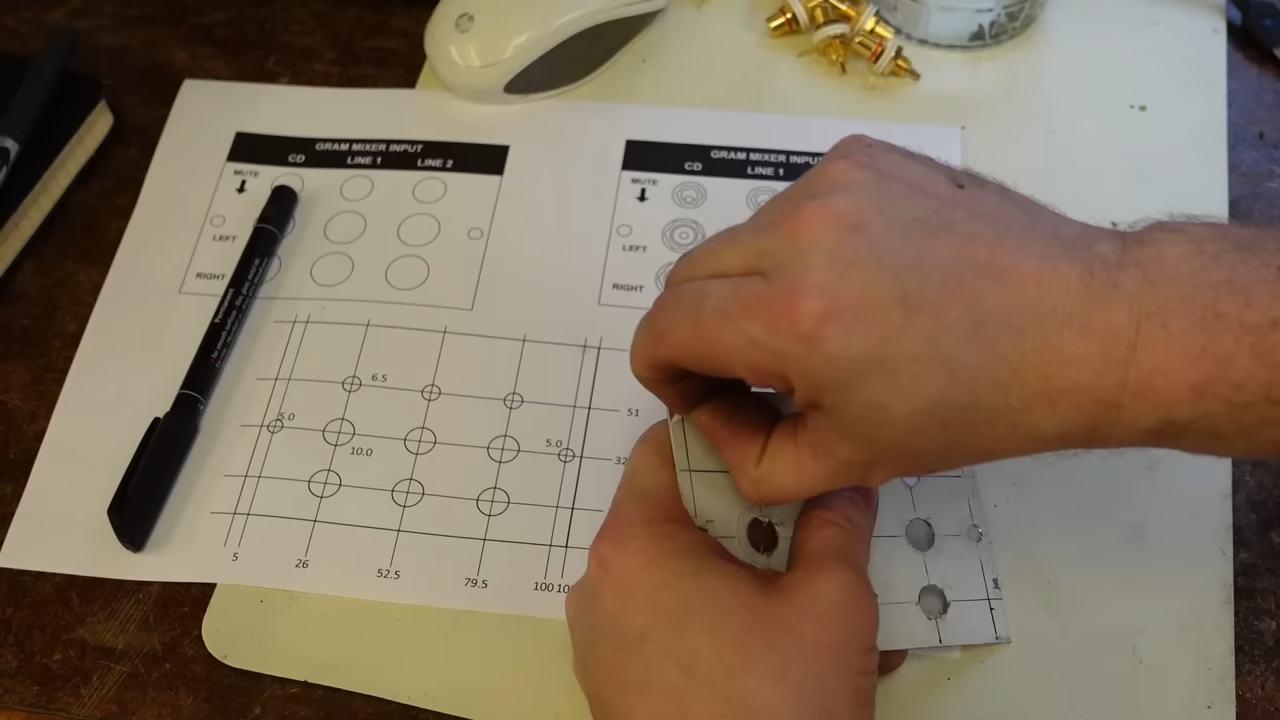 GRAM MIXER INPUT
CD LINE 1 LINE 2
MUTE
LEFT
RIGHT
GRAM MIXER INPUT
CD LINE 1
MUTE
LEFT
RIGHT
6.5
51
5.0
10.0
5.0
32
5
26
52.5
79.5
100
Permanent